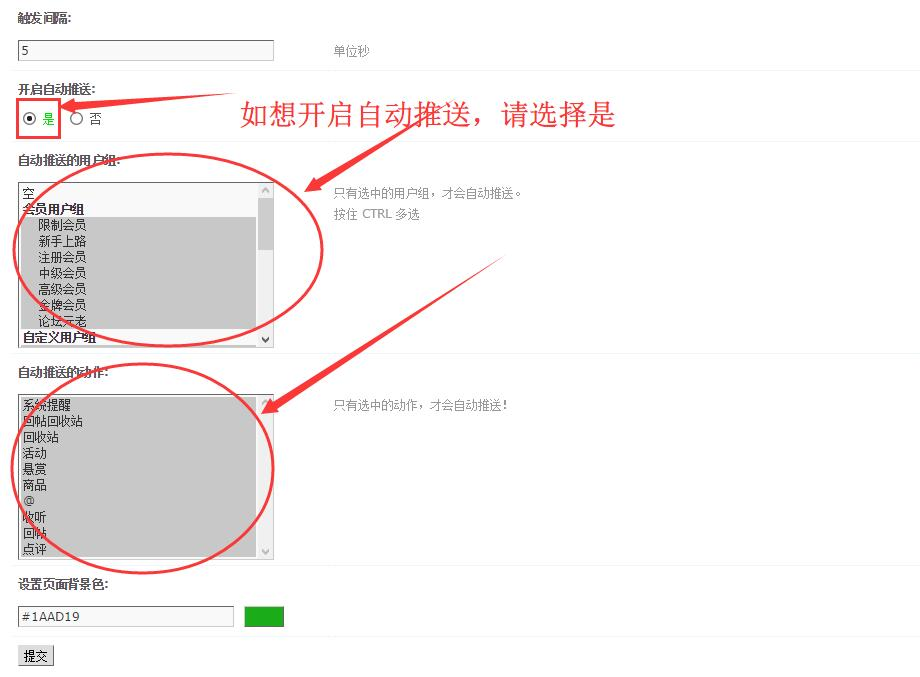 触发间隔:
5 单位秒
开启自动推送:
是 否
如想开启自动推送，请选择是
自动推送的用户组:
空 只有选中的用户组，才会自动推送。
会员用户组 按住 CTRL 多选
限制会员
新手上路
注册会员
中级会员
高级会员
金牌会员
论坛元老
自定义用户组
自动推送的动作:
系统提醒 只有选中的动作，才会自动推送！
回帖回收站
回收站
活动
悬赏
商品
@
收听
回帖
点评
设置页面背景色:
#1AAD19
提交